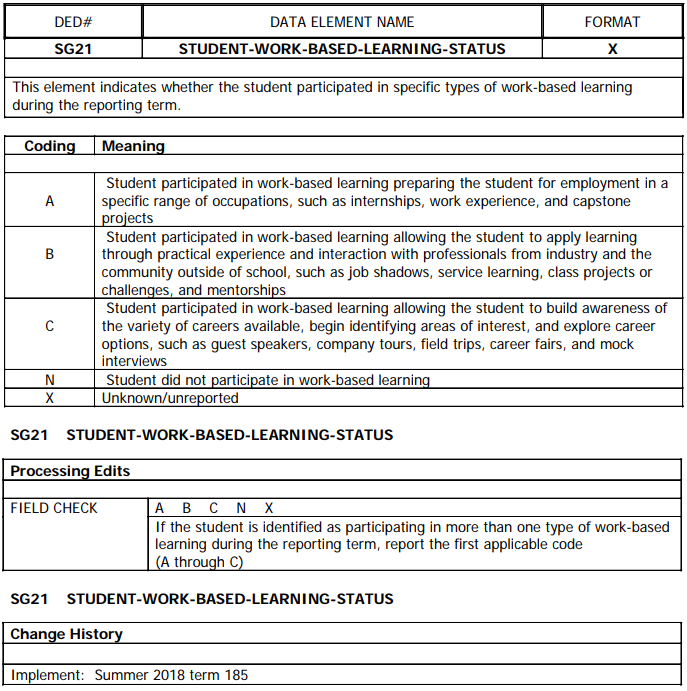 DED# DATA ELEMENT NAME FORMAT
SG21 STUDENT-WORK-BASED-LEARNING-STATUS X
This element indicates whether the student participated in specific types of work-based learning
during the reporting term.
Coding Meaning
A Student participated in work-based learning preparing the student for employment in a
specific range of occupations, such as internships, work experience, and capstone
projects
B Student participated in work-based learning allowing the student to apply learning
through practical experience and interaction with professionals from industry and the
community outside of school, such as job shadows, service learning, class projects or
challenges, and mentorships
C Student participated in work-based learning allowing the student to build awareness of
the variety of careers available, begin identifying areas of interest, and explore career
options, such as guest speakers, company tours, field trips, career fairs, and mock
interviews
N Student did not participate in work-based learning
X Unknown/unreported
SG21 STUDENT-WORK-BASED-LEARNING-STATUS
Processing Edits
FIELD CHECK A B C N X
If the student is identified as participating in more than one type of work-based
learning during the reporting term, report the first applicable code
(A through C)
SG21 STUDENT-WORK-BASED-LEARNING-STATUS
Change History
Implement: Summer 2018 term 185